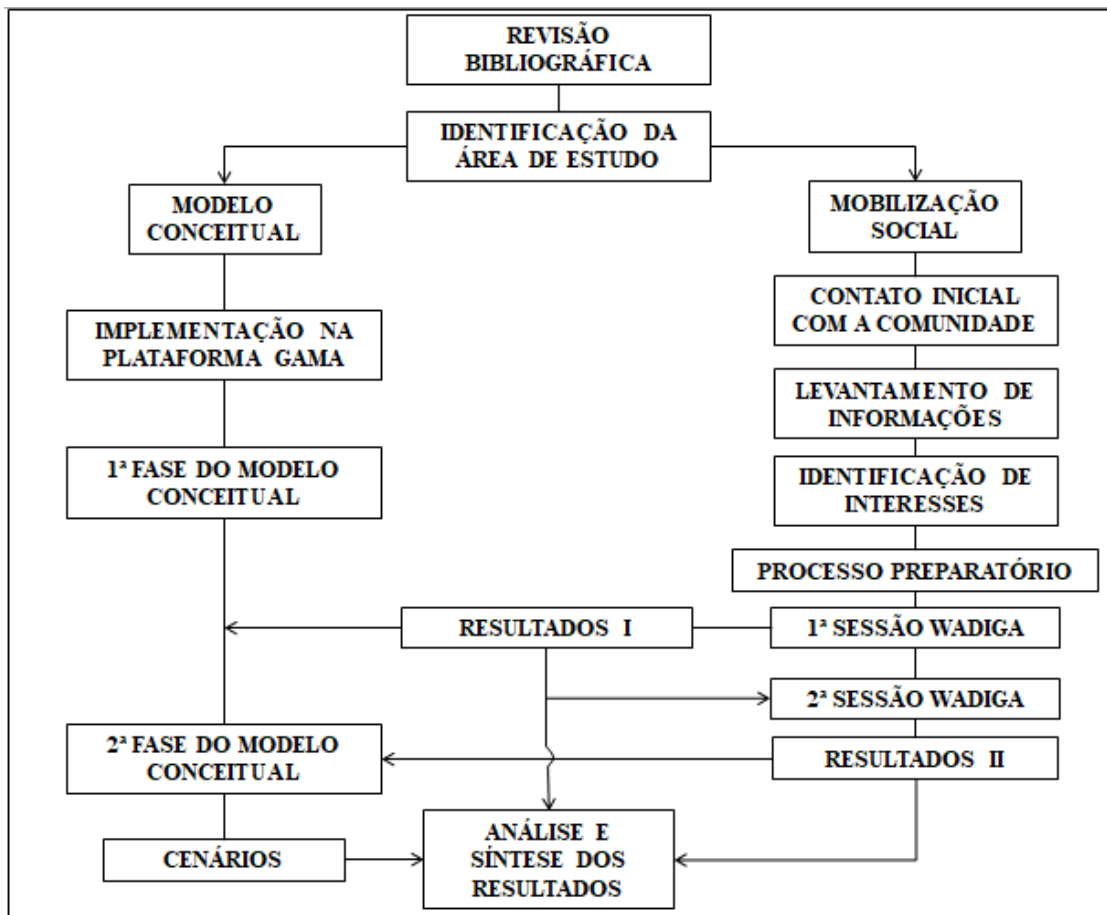 REVISÃO
BIBLIOGRÁFICA
IDENTIFICAÇÃO DA
ÁREA DE ESTUDO
MODELO
CONCEITUAL
MOBILIZAÇÃO
SOCIAL
CONTATO INICIAL
COM A COMUNIDADE
IMPLEMENTAÇÃO NA
PLATAFORMA GAMA
LEVANTAMENTO DE
INFORMAÇÕES
1ª FASE DO MODELO
CONCEITUAL
IDENTIFICAÇÃO DE
INTERESSES
PROCESSO PREPARATÓRIO
RESULTADOS I
1ª SESSÃO WADIGA
2ª SESSÃO WADIGA
2ª FASE DO MODELO
CONCEITUAL
RESULTADOS II
CENÁRIOS
ANÁLISE E
SÍNTESE DOS
RESULTADOS